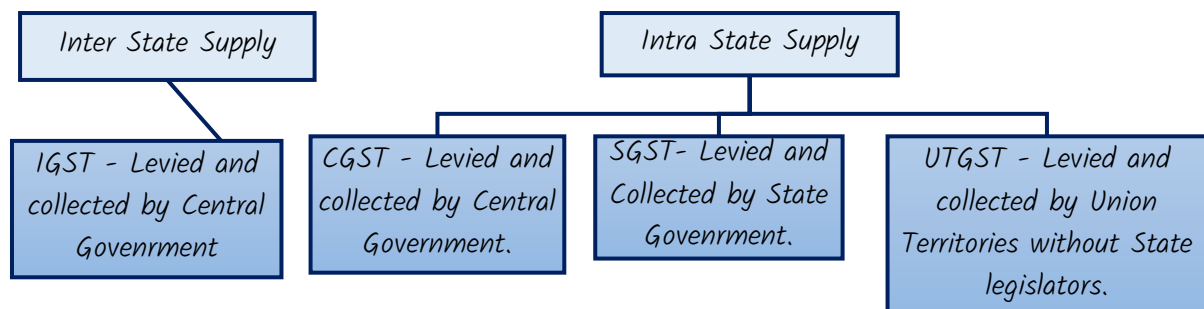 Inter State Supply
Intra State Supply
IGST - Levied and
collected by Central
Govenrment
CGST - Levied and
collected by Central
Government.
SGST- Levied and
Collected by State
Govenrment.
UTGST - Levied and
collected by Union
Territories without State
legislators.